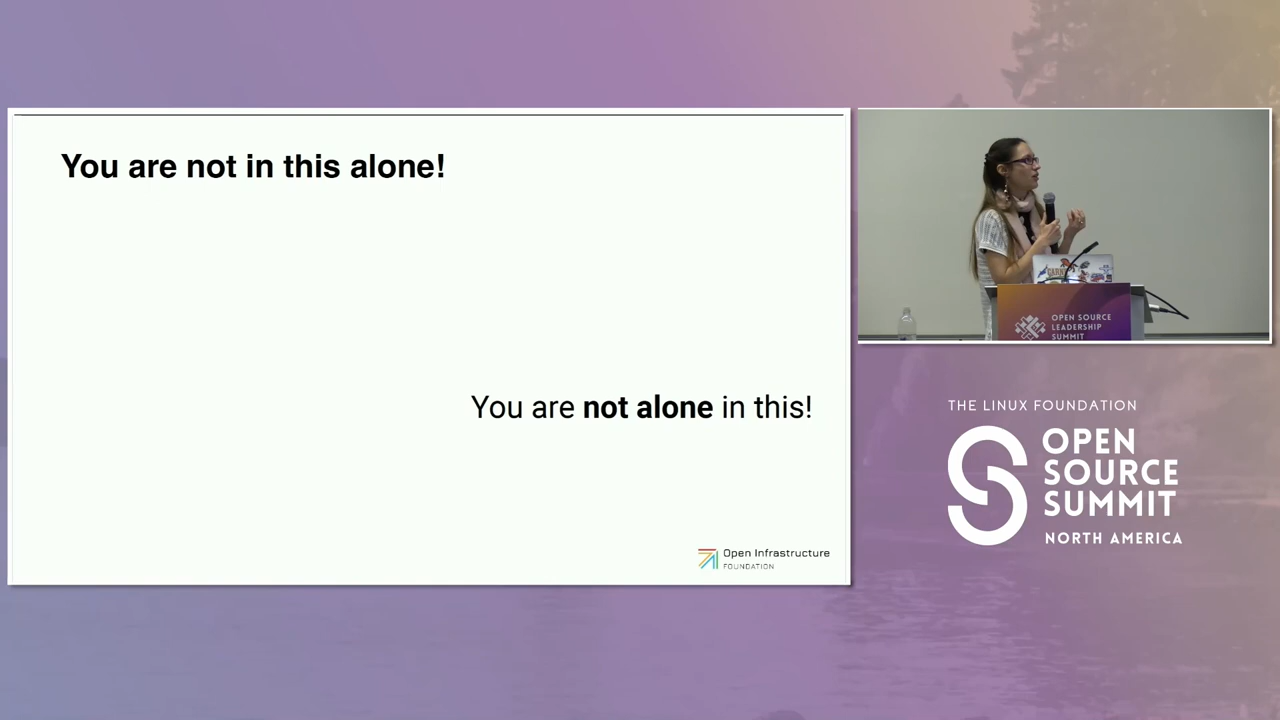 You are not in this alone!
You are not alone in this!
Open Infrastructure
FOUNDATION
OPEN SOURCE
LEADERSHIP
SUMMIT
THE LINUX FOUNDATION
OPEN
SOURCE
SUMMIT
NORTH AMERICA